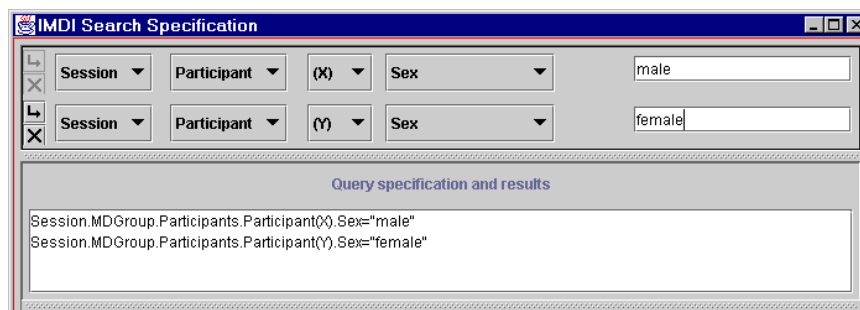 IMDI Search Specification
Session Participant (X) Sex male
Session Participant (Y) Sex female
Query specification and results
Session.MDGroup.Participants.Participant(X).Sex="male"
Session.MDGroup.Participants.Participant(Y).Sex="female"